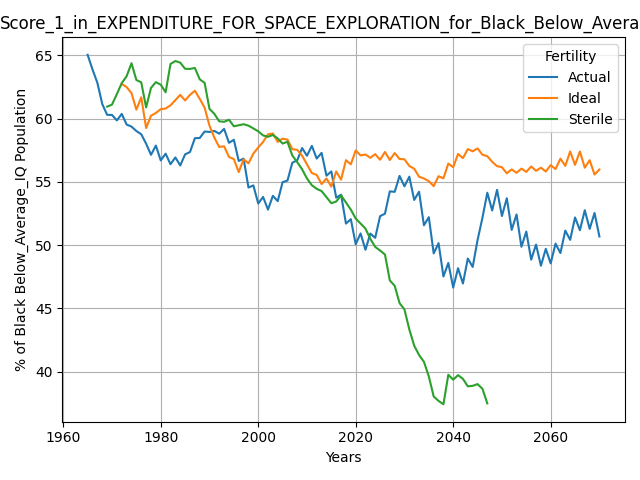 Score_1_in_EXPENDITURE_FOR_SPACE_EXPLORATION_for_Black_Below_Avera
Fertility
Actual
Ideal
Sterile
% of Black Below_Average_IQ Population
65
60
55
50
45
40
1960
1980
2000
2020
2040
2060
Years